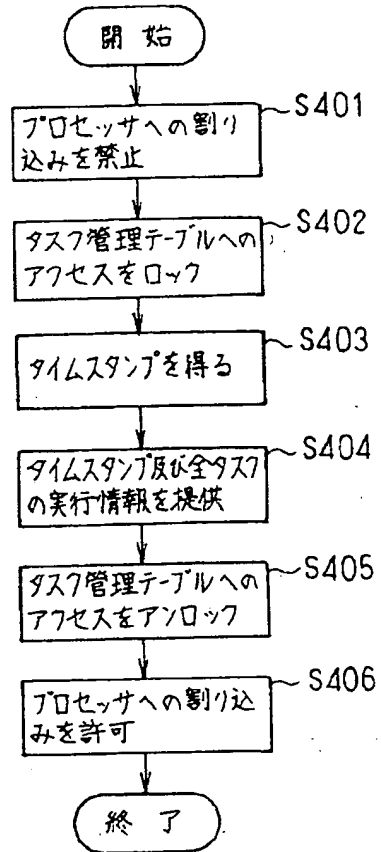 開始
S401
プロセッサへの割り
込みを禁止
S402
タスク管理テーブルへの
アクセスをロック
S403
タイムスタンプを得る
S404
タイムスタンプ及び全タスク
の実行情報を提供
S405
タスク管理テーブルへの
アクセスをアンロック
S406
プロセッサへの割り込
みを許可
終了